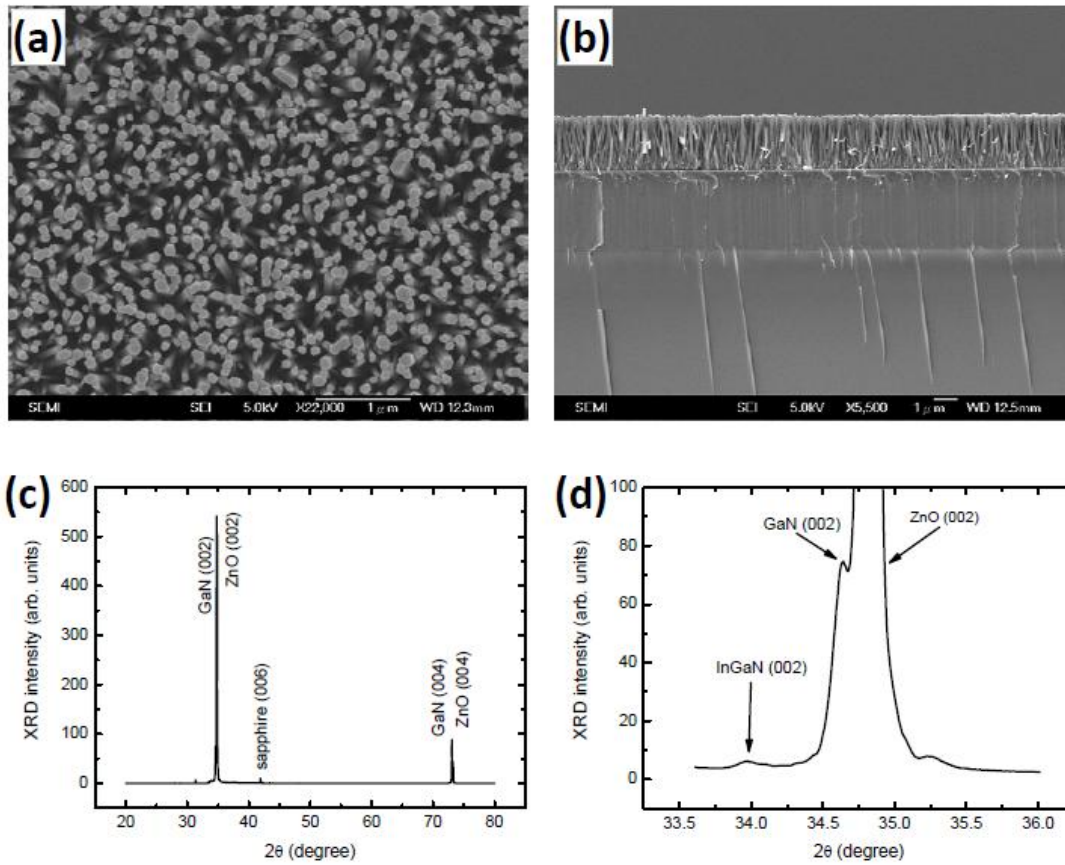 (a)
SEMI SEI 5.0kV X22,000 1μm WD 12.3mm
(b)
SEMI SEI 5.0kV X5,500 1μm WD 12.5mm
(c)
XRD intensity (arb. units)
600
500
400
300
200
100
0
GaN (002)
ZnO (002)
sapphire (006)
GaN (004)
ZnO (004)
20 30 40 50 60 70 80
2θ (degree)
(d)
XRD intensity (arb. units)
100
80
60
40
20
0
GaN (002)
ZnO (002)
InGaN (002)
33.5 34.0 34.5 35.0 35.5 36.0
2θ (degree)